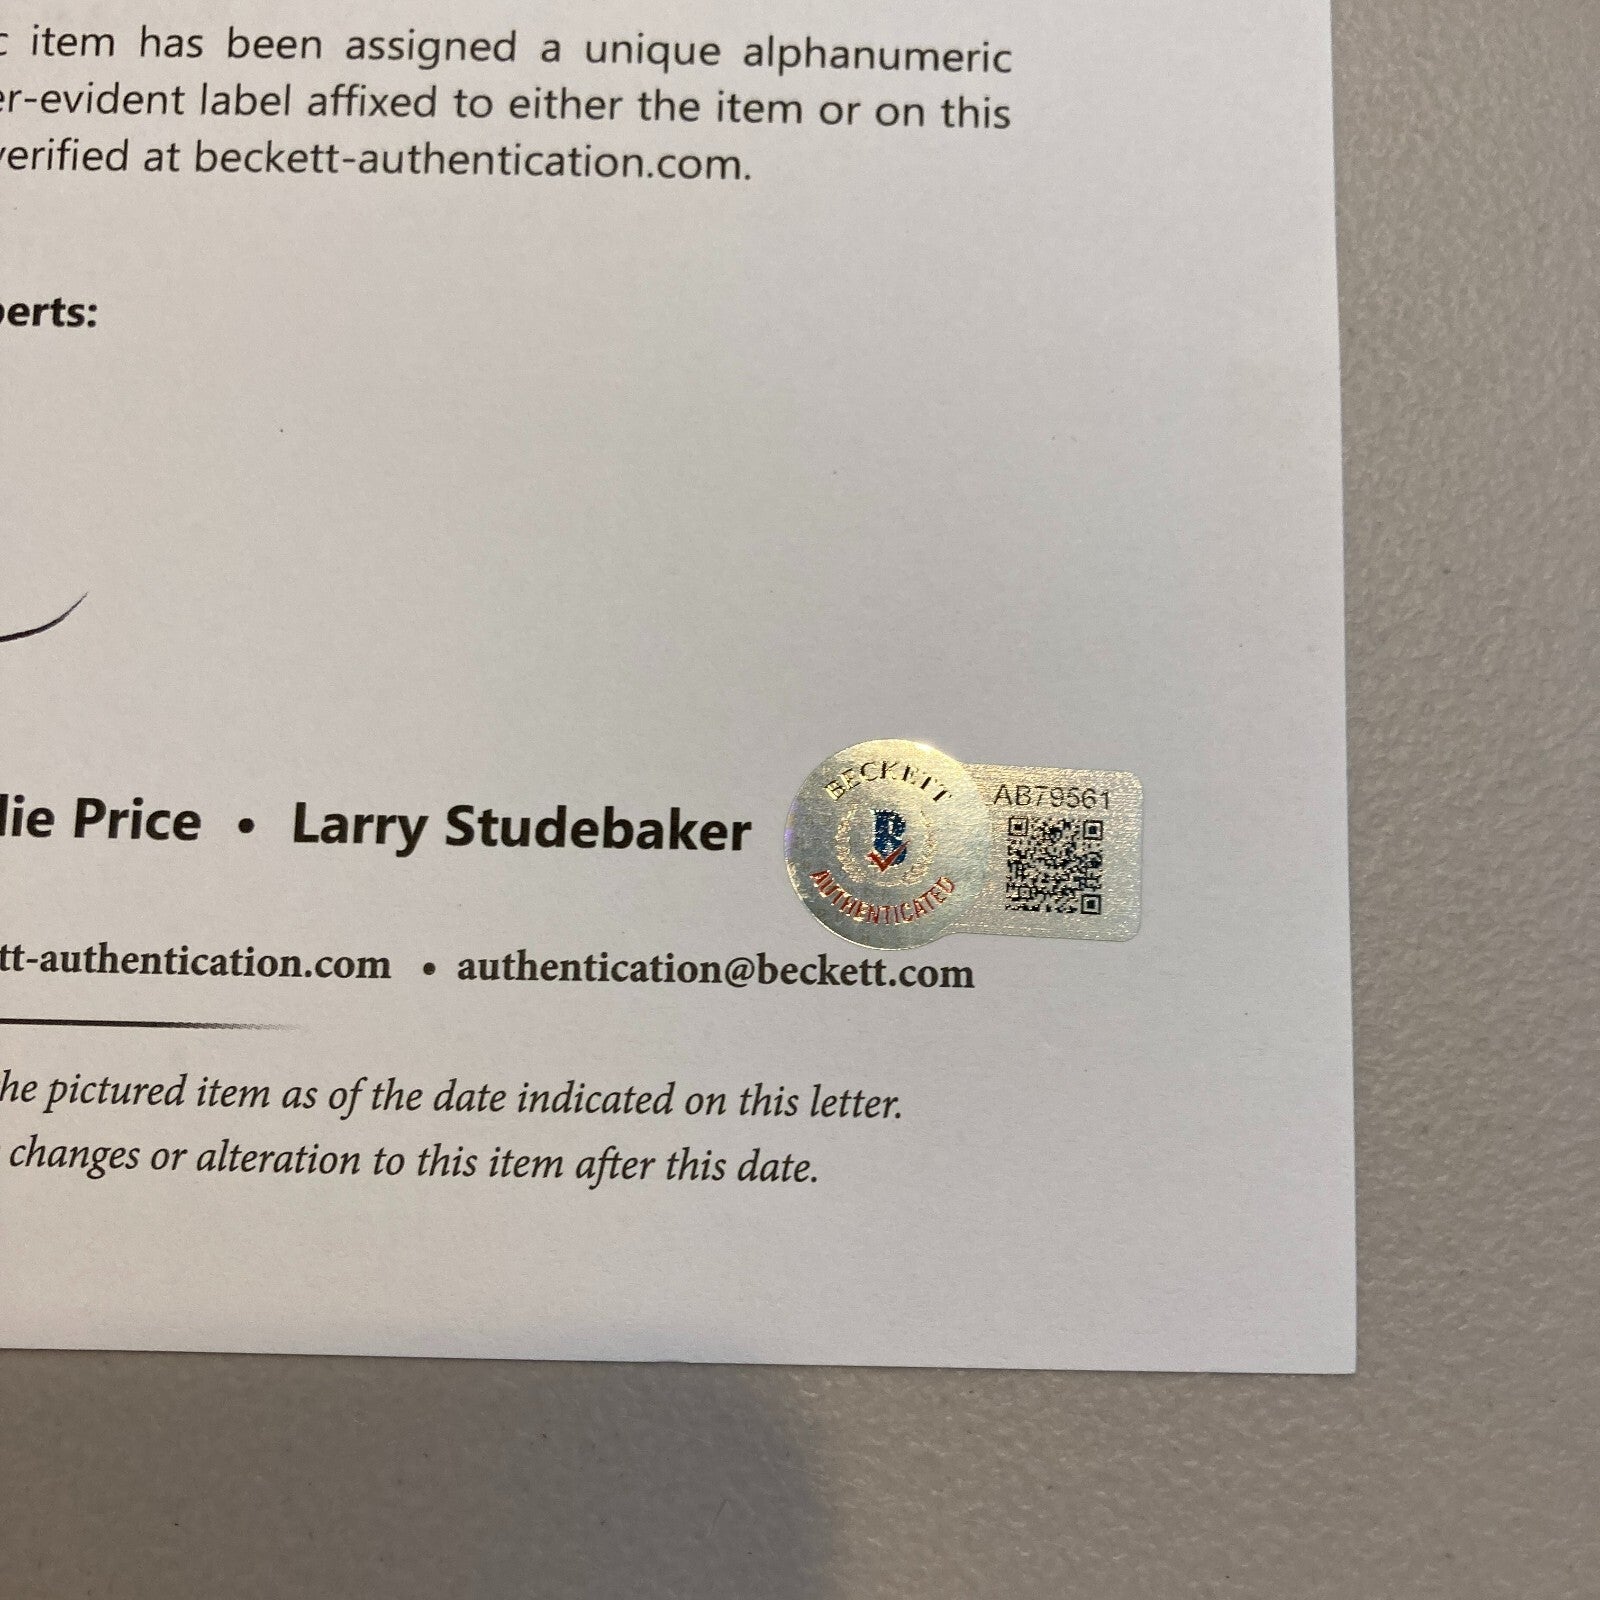 c item has been assigned a unique alphanumeric
er-evident label affixed to either the item or on this
verified at beckett-authentication.com.
perts:
lie Price • Larry Studebaker
BECKETT
B
AUTHENTICATED
AB79561
tt-authentication.com • authentication@beckett.com
he pictured item as of the date indicated on this letter.
changes or alteration to this item after this date.